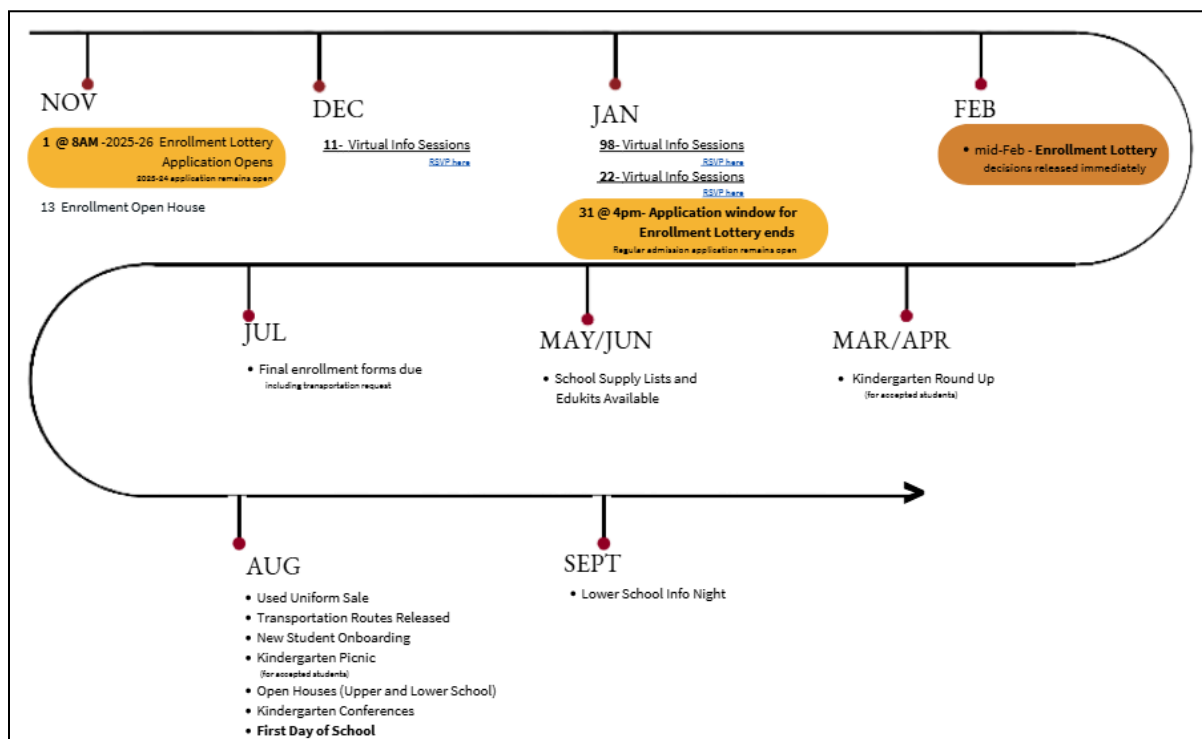 NOV
1 @ 8AM -2025-26 Enrollment Lottery
Application Opens
2025-24 application remains open
13 Enrollment Open House
DEC
11- Virtual Info Sessions
RSVP here
JAN
98- Virtual Info Sessions
RSVP here
22- Virtual Info Sessions
RSVP here
31 @ 4pm- Application window for
Enrollment Lottery ends
Regular admission application remains open
FEB
• mid-Feb - Enrollment Lottery
decisions released immediately
MAR/APR
• Kindergarten Round Up
(for accepted students)
MAY/JUN
• School Supply Lists and
Edukits Available
JUL
• Final enrollment forms due
including transportation request
AUG
• Used Uniform Sale
• Transportation Routes Released
• New Student Onboarding
• Kindergarten Picnic
(for accepted students)
• Open Houses (Upper and Lower School)
• Kindergarten Conferences
• First Day of School
SEPT
• Lower School Info Night